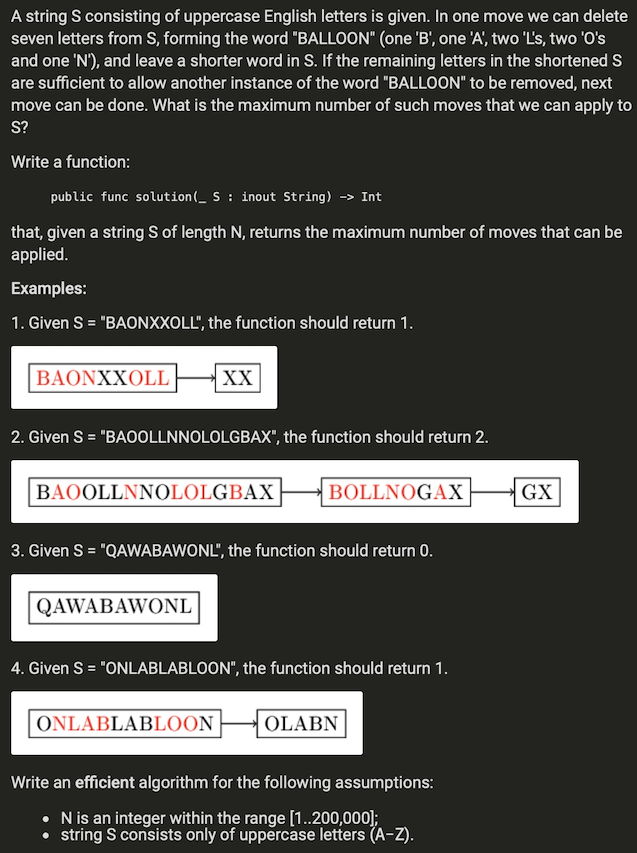 A string S consisting of uppercase English letters is given. In one move we can delete
seven letters from S, forming the word "BALLOON" (one 'B', one 'A', two 'L's, two 'O's
and one 'N'), and leave a shorter word in S. If the remaining letters in the shortened S
are sufficient to allow another instance of the word "BALLOON" to be removed, next
move can be done. What is the maximum number of such moves that we can apply to
S?
Write a function:
public func solution(_ S : inout String) -> Int
that, given a string S of length N, returns the maximum number of moves that can be
applied.
Examples:
1. Given S = "BAONXXOLL", the function should return 1.
BAONXXOLL XX
2. Given S = "BAOOLLNNOLOLGBAX", the function should return 2.
BAOOLLNNOLOLGBAX BOLLNOGAX GX
3. Given S = "QAWABAWONL", the function should return 0.
QAWABAWONL
4. Given S = "ONLABLABLOON", the function should return 1.
ONLABLABLOON OLABN
Write an efficient algorithm for the following assumptions:
• N is an integer within the range [1..200,000];
• string S consists only of uppercase letters (A-Z).